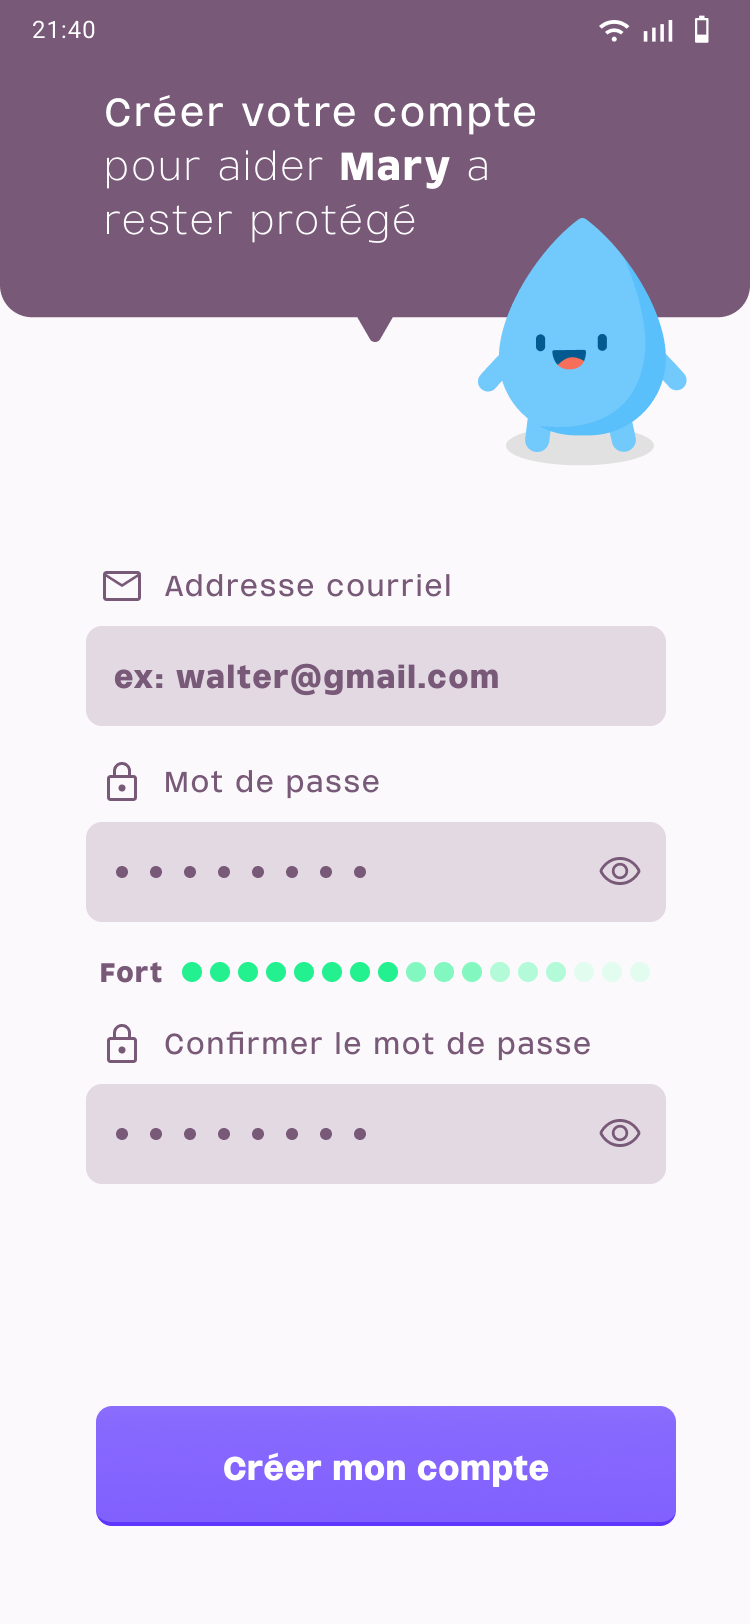 21:40
Créer votre compte
pour aider Mary a
rester protégé
Addresse courriel
ex: walter@gmail.com
Mot de passe
Fort
Confirmer le mot de passe
Créer mon compte